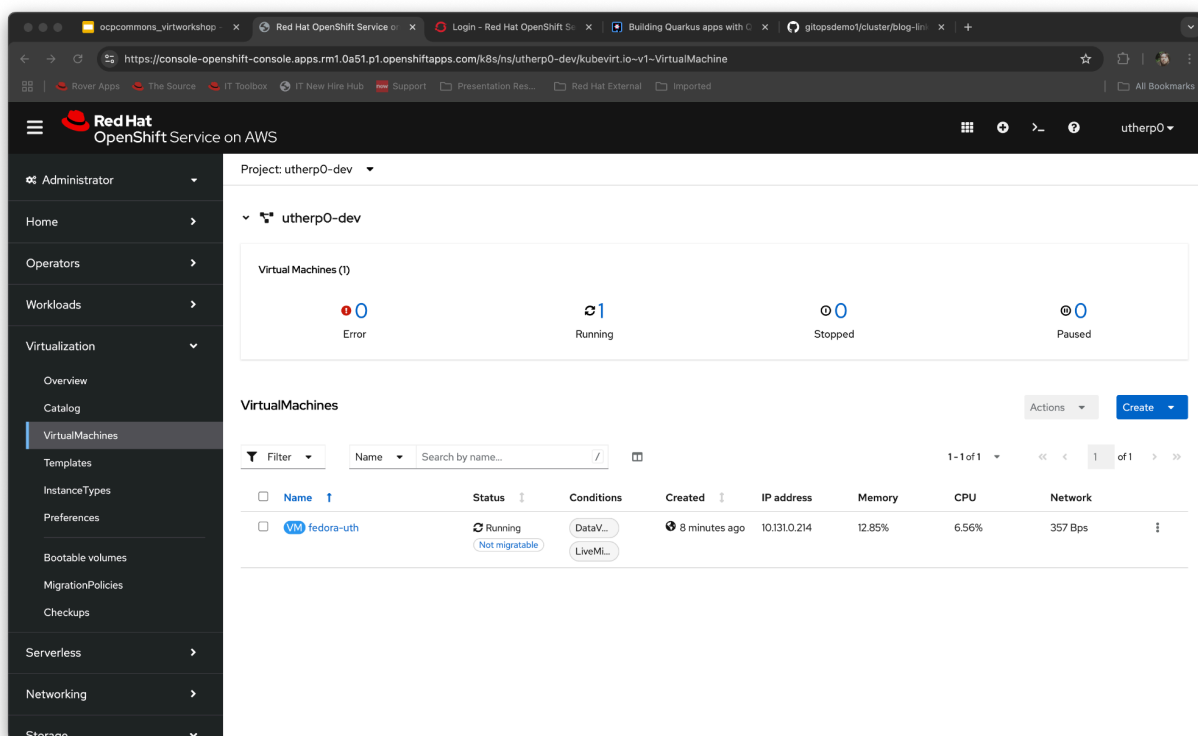 ocpcommons_virtworkshop -
Red Hat OpenShift Service on
Login - Red Hat OpenShift Se
Building Quarkus apps with Q
gitopsdemo1/cluster/blog-link
https://console-openshift-console.apps.rm1.0a51.p1.openshiftapps.com/k8s/ns/utherp0-dev/kubevirt.io~v1~VirtualMachine
Rover Apps The Source IT Toolbox IT New Hire Hub Support Presentation Res... Red Hat External Imported All Bookmarks
Red Hat
OpenShift Service on AWS
utherp0
Administrator
Home
Operators
Workloads
Virtualization
Overview
Catalog
VirtualMachines
Templates
InstanceTypes
Preferences
Bootable volumes
MigrationPolicies
Checkups
Serverless
Networking
Storage
Project: utherp0-dev
utherp0-dev
Virtual Machines (1)
0 1 0 0
Error Running Stopped Paused
VirtualMachines
Actions Create
Filter Name Search by name... / 1 - 1 of 1 << < 1 of 1 > >>
Name Status Conditions Created IP address Memory CPU Network
VM fedora-uth Running DataV... 8 minutes ago 10.131.0.214 12.85% 6.56% 357 Bps
Not migratable LiveMi...